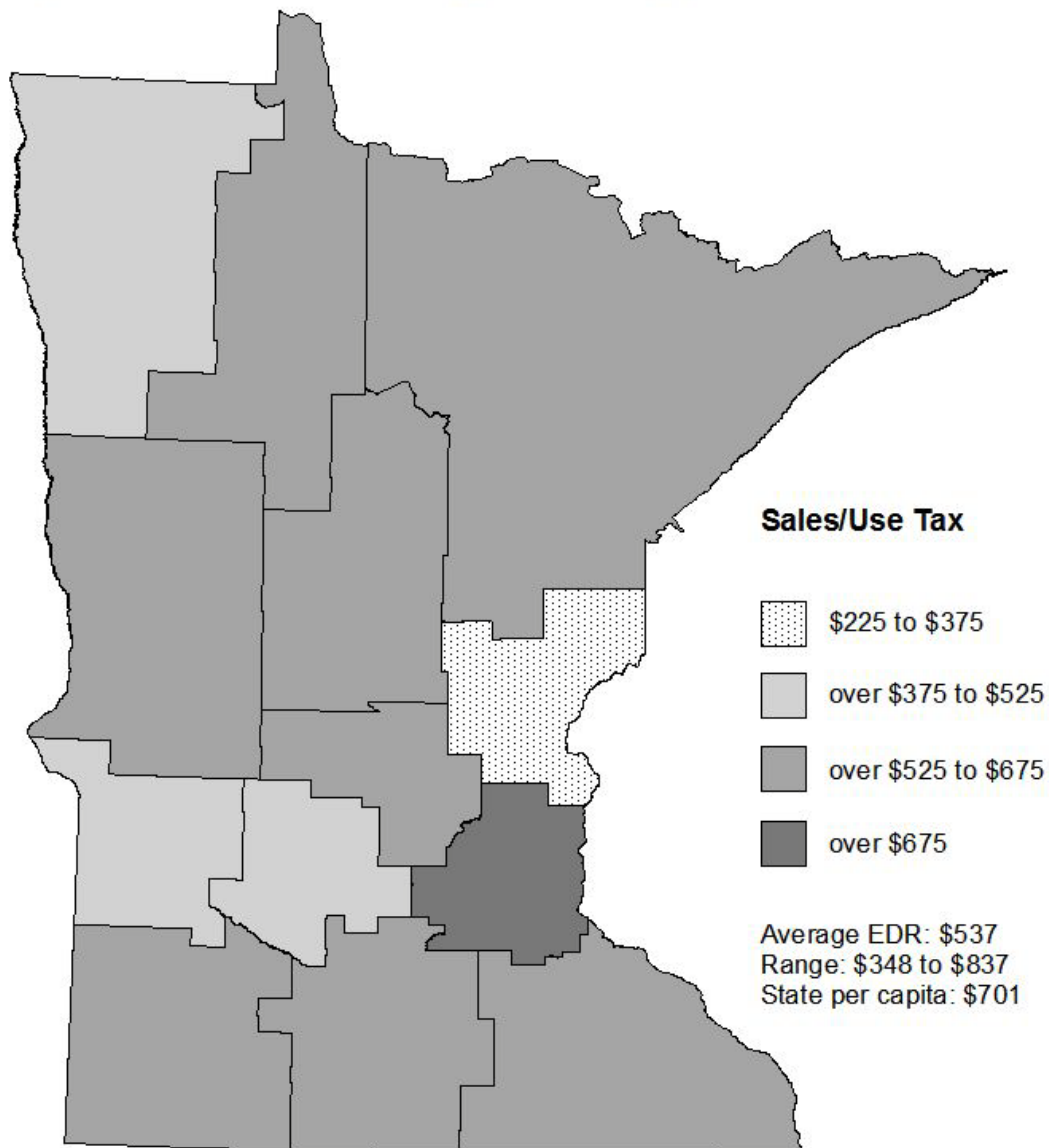 Sales/Use Tax
$225 to $375
over $375 to $525
over $525 to $675
over $675
Average EDR: $537
Range: $348 to $837
State per capita: $701